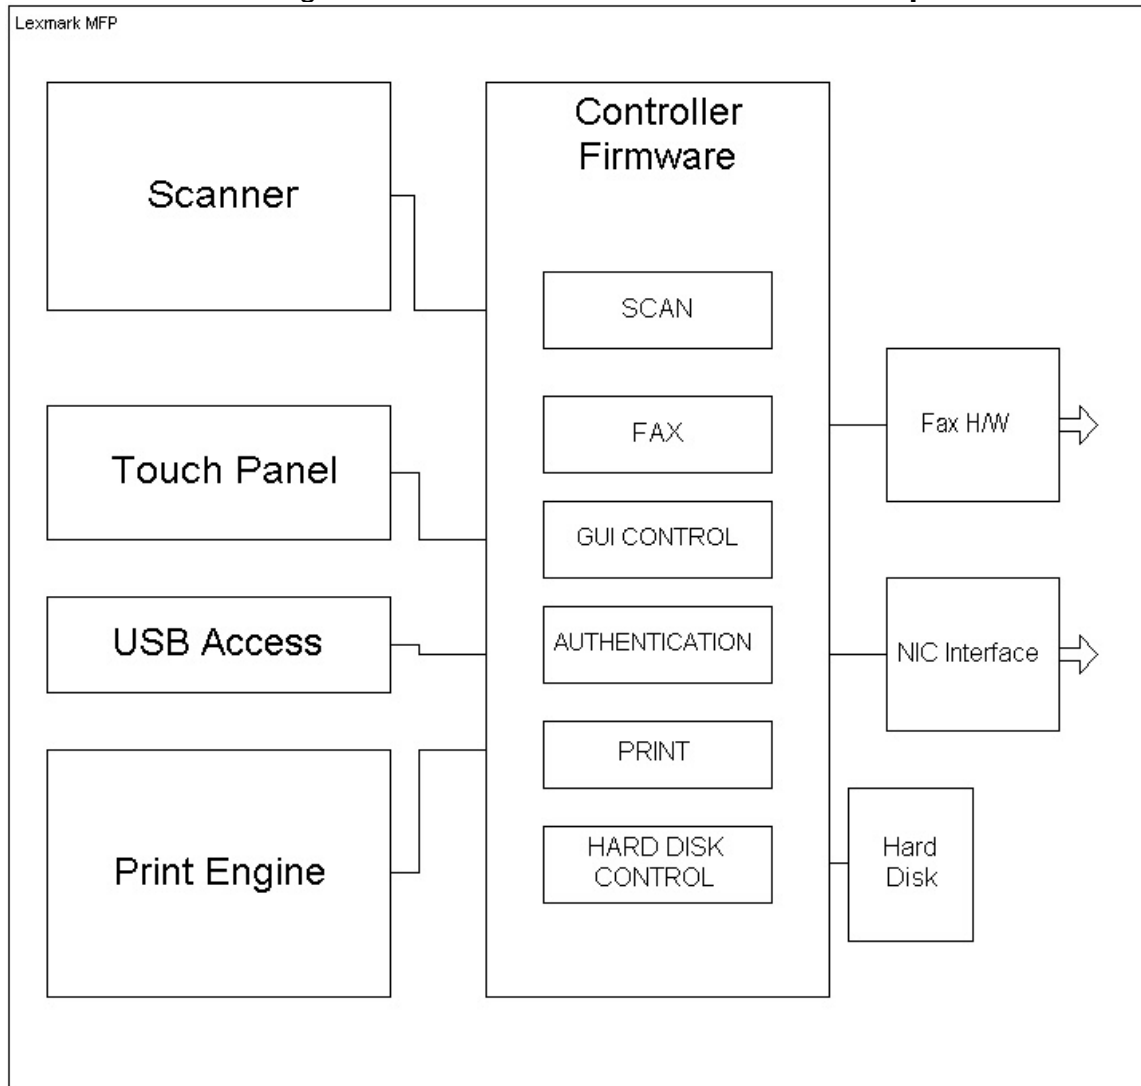 Lexmark MFP
Scanner
Touch Panel
USB Access
Print Engine
Controller
Firmware
SCAN
FAX
GUI CONTROL
AUTHENTICATION
PRINT
HARD DISK
CONTROL
Fax H/W
NIC Interface
Hard
Disk